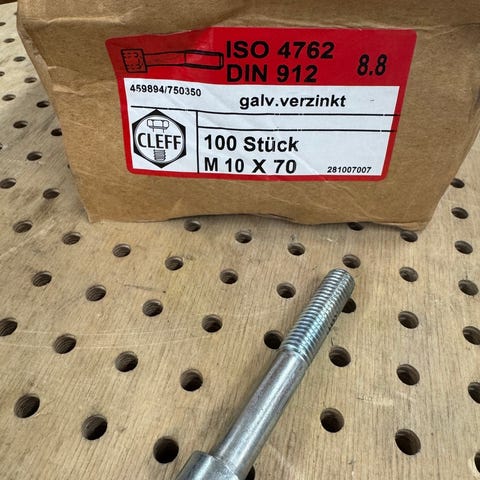 ISO 4762
DIN 912 8.8
459894/750350
galv.verzinkt
CLEFF
100 Stück
M 10 X 70
281007007